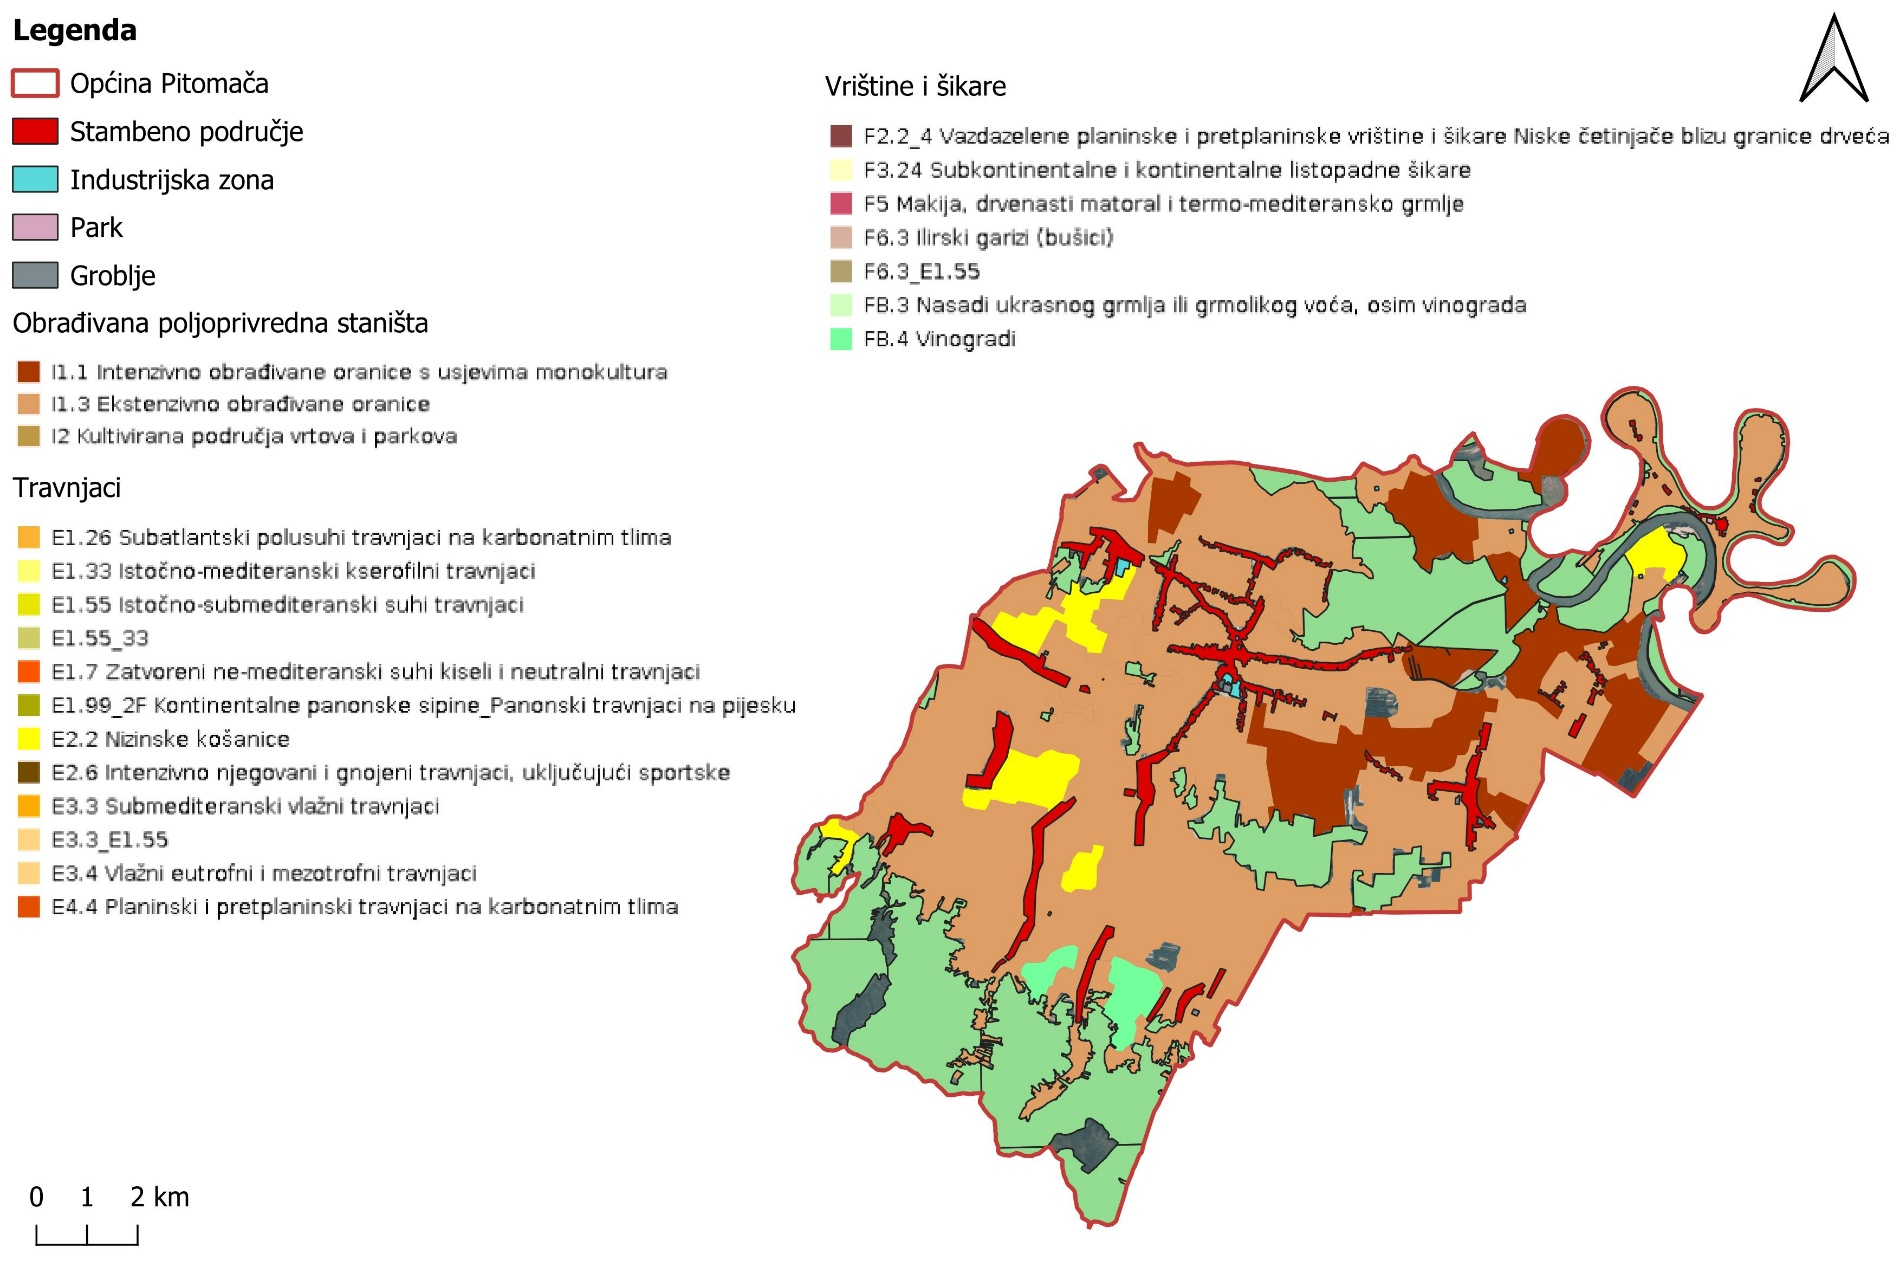 Legenda
Općina Pitomača
Stambeno područje
Industrijska zona
Park
Groblje
Obrađivana poljoprivredna staništa
I1.1 Intenzivno obrađivane oranice s usjevima monokultura
I1.3 Ekstenzivno obrađivane oranice
I2 Kultivirana područja vrtova i parkova
Travnjaci
E1.26 Subatlantski polusuhi travnjaci na karbonatnim tlima
E1.33 Istočno-mediteranski kserofilni travnjaci
E1.55 Istočno-submediteranski suhi travnjaci
E1.55_33
E1.7 Zatvoreni ne-mediteranski suhi kiseli i neutralni travnjaci
E1.99_2F Kontinentalne panonske sipine_Panonski travnjaci na pijesku
E2.2 Nizinske košanice
E2.6 Intenzivno njegovani i gnojeni travnjaci, uključujući sportske
E3.3 Submediteranski vlažni travnjaci
E3.3_E1.55
E3.4 Vlažni eutrofni i mezotrofni travnjaci
E4.4 Planinski i pretplaninski travnjaci na karbonatnim tlima
Vrištine i šikare
F2.2_4 Vazdazelene planinske i pretplaninske vrištine i šikare Niske četinjače blizu granice drveća
F3.24 Subkontinentalne i kontinentalne listopadne šikare
F5 Makija, drvenasti matoral i termo-mediteransko grmlje
F6.3 Ilirski garizi (bušici)
F6.3_E1.55
FB.3 Nasadi ukrasnog grmlja ili grmolikog voća, osim vinograda
FB.4 Vinogradi
0 1 2 km